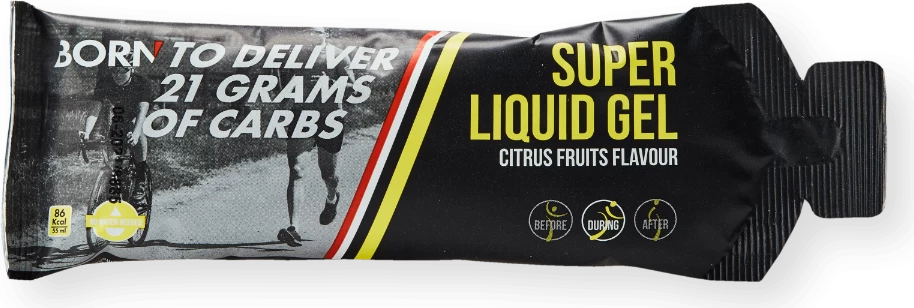 BORN TO DELIVER
21 GRAMS
OF CARBS
SUPER
LIQUID GEL
CITRUS FRUITS FLAVOUR
86
Kcal
55 ml
BEFORE
DURING
AFTER